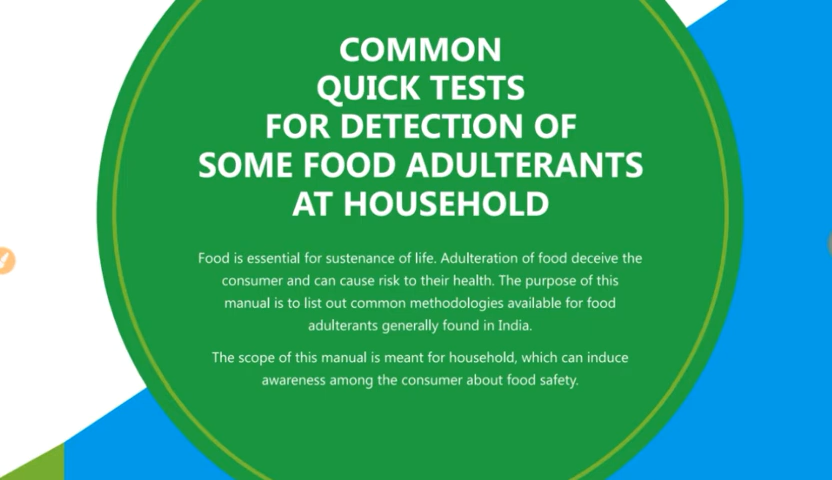 COMMON
QUICK TESTS
FOR DETECTION OF
SOME FOOD ADULTERANTS
AT HOUSEHOLD
Food is essential for sustenance of life. Adulteration of food deceive the
consumer and can cause risk to their health. The purpose of this
manual is to list out common methodologies available for food
adulterants generally found in India.
The scope of this manual is meant for household, which can induce
awareness among the consumer about food safety.